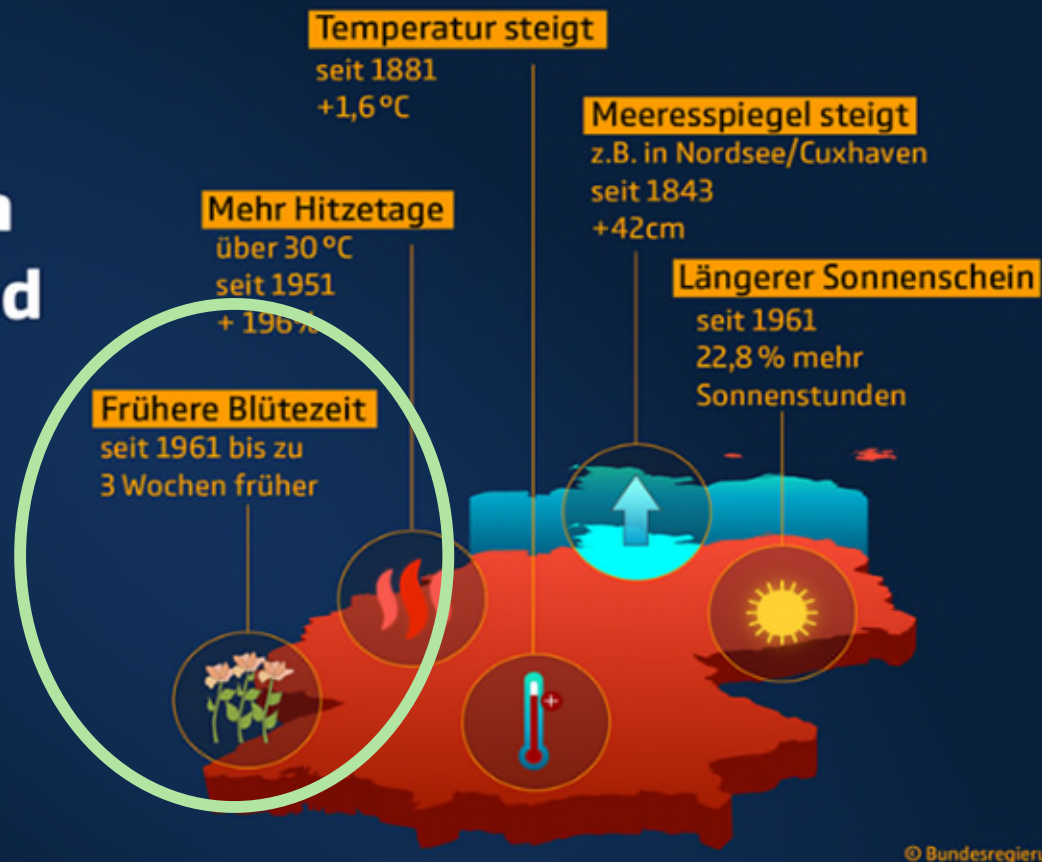 Temperatur steigt
seit 1881
+1,6 °C
Meeresspiegel steigt
z.B. in Nordsee/Cuxhaven
seit 1843
+42cm
Mehr Hitzetage
über 30 °C
seit 1951
+ 196%
Längerer Sonnenschein
seit 1961
22,8 % mehr
Sonnenstunden
Frühere Blütezeit
seit 1961 bis zu
3 Wochen früher
©